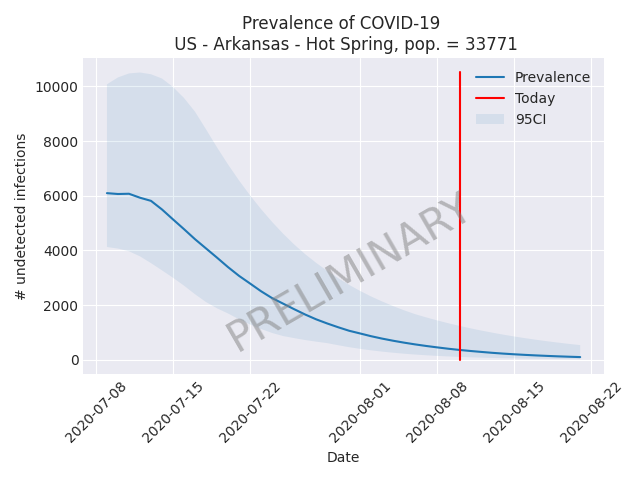 Prevalence of COVID-19
US - Arkansas - Hot Spring, pop. = 33771
Prevalence
Today
95CI
# undetected infections
10000
8000
6000
4000
2000
0
PRELIMINARY
2020-07-08
2020-07-15
2020-07-22
2020-08-01
2020-08-08
2020-08-15
2020-08-22
Date